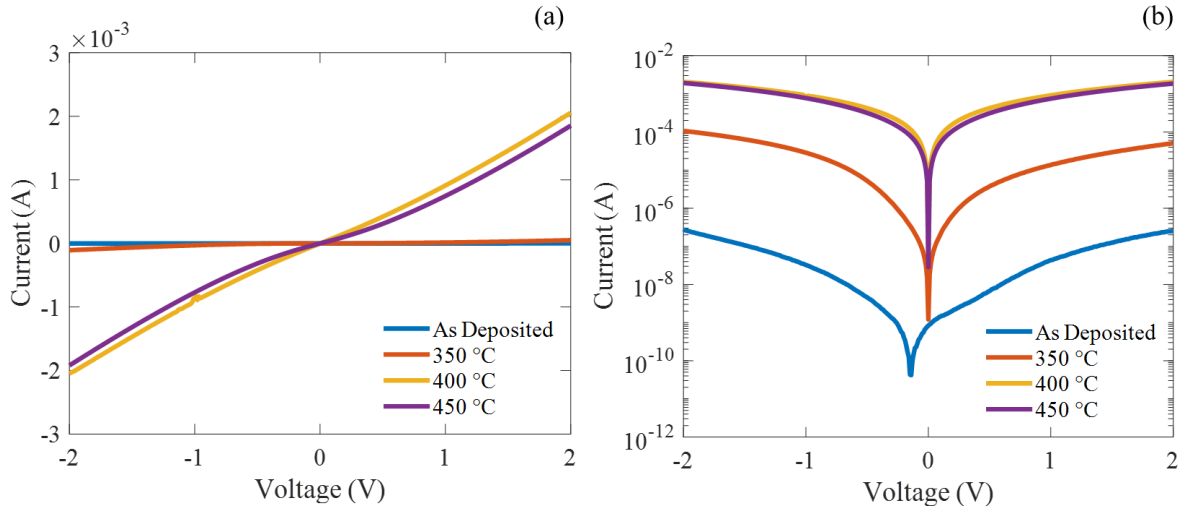 (a)
×10⁻³
3
2
1
0
-1
-2
-3
Current (A)
-2
-1
0
1
2
Voltage (V)
As Deposited
350 °C
400 °C
450 °C
(b)
10⁻²
10⁻⁴
10⁻⁶
10⁻⁸
10⁻¹⁰
10⁻¹²
Current (A)
-2
-1
0
1
2
Voltage (V)
As Deposited
350 °C
400 °C
450 °C